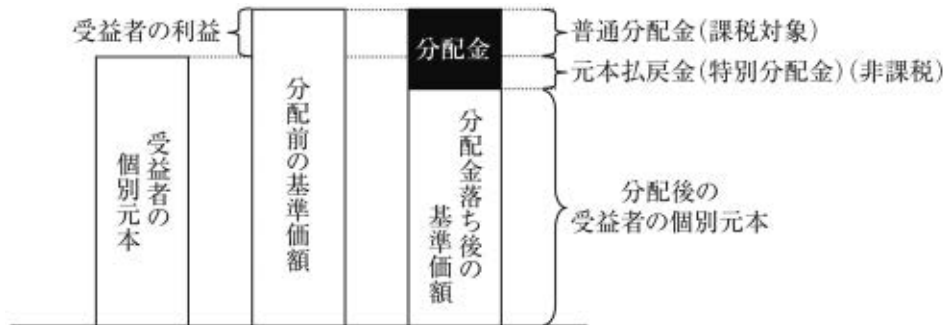 受益者の利益
分配金
普通分配金(課税対象)
元本払戻金(特別分配金)(非課税)
受益者の
個別元本
分配前の基準価額
分配金落ち後の
基準価額
分配後の
受益者の個別元本